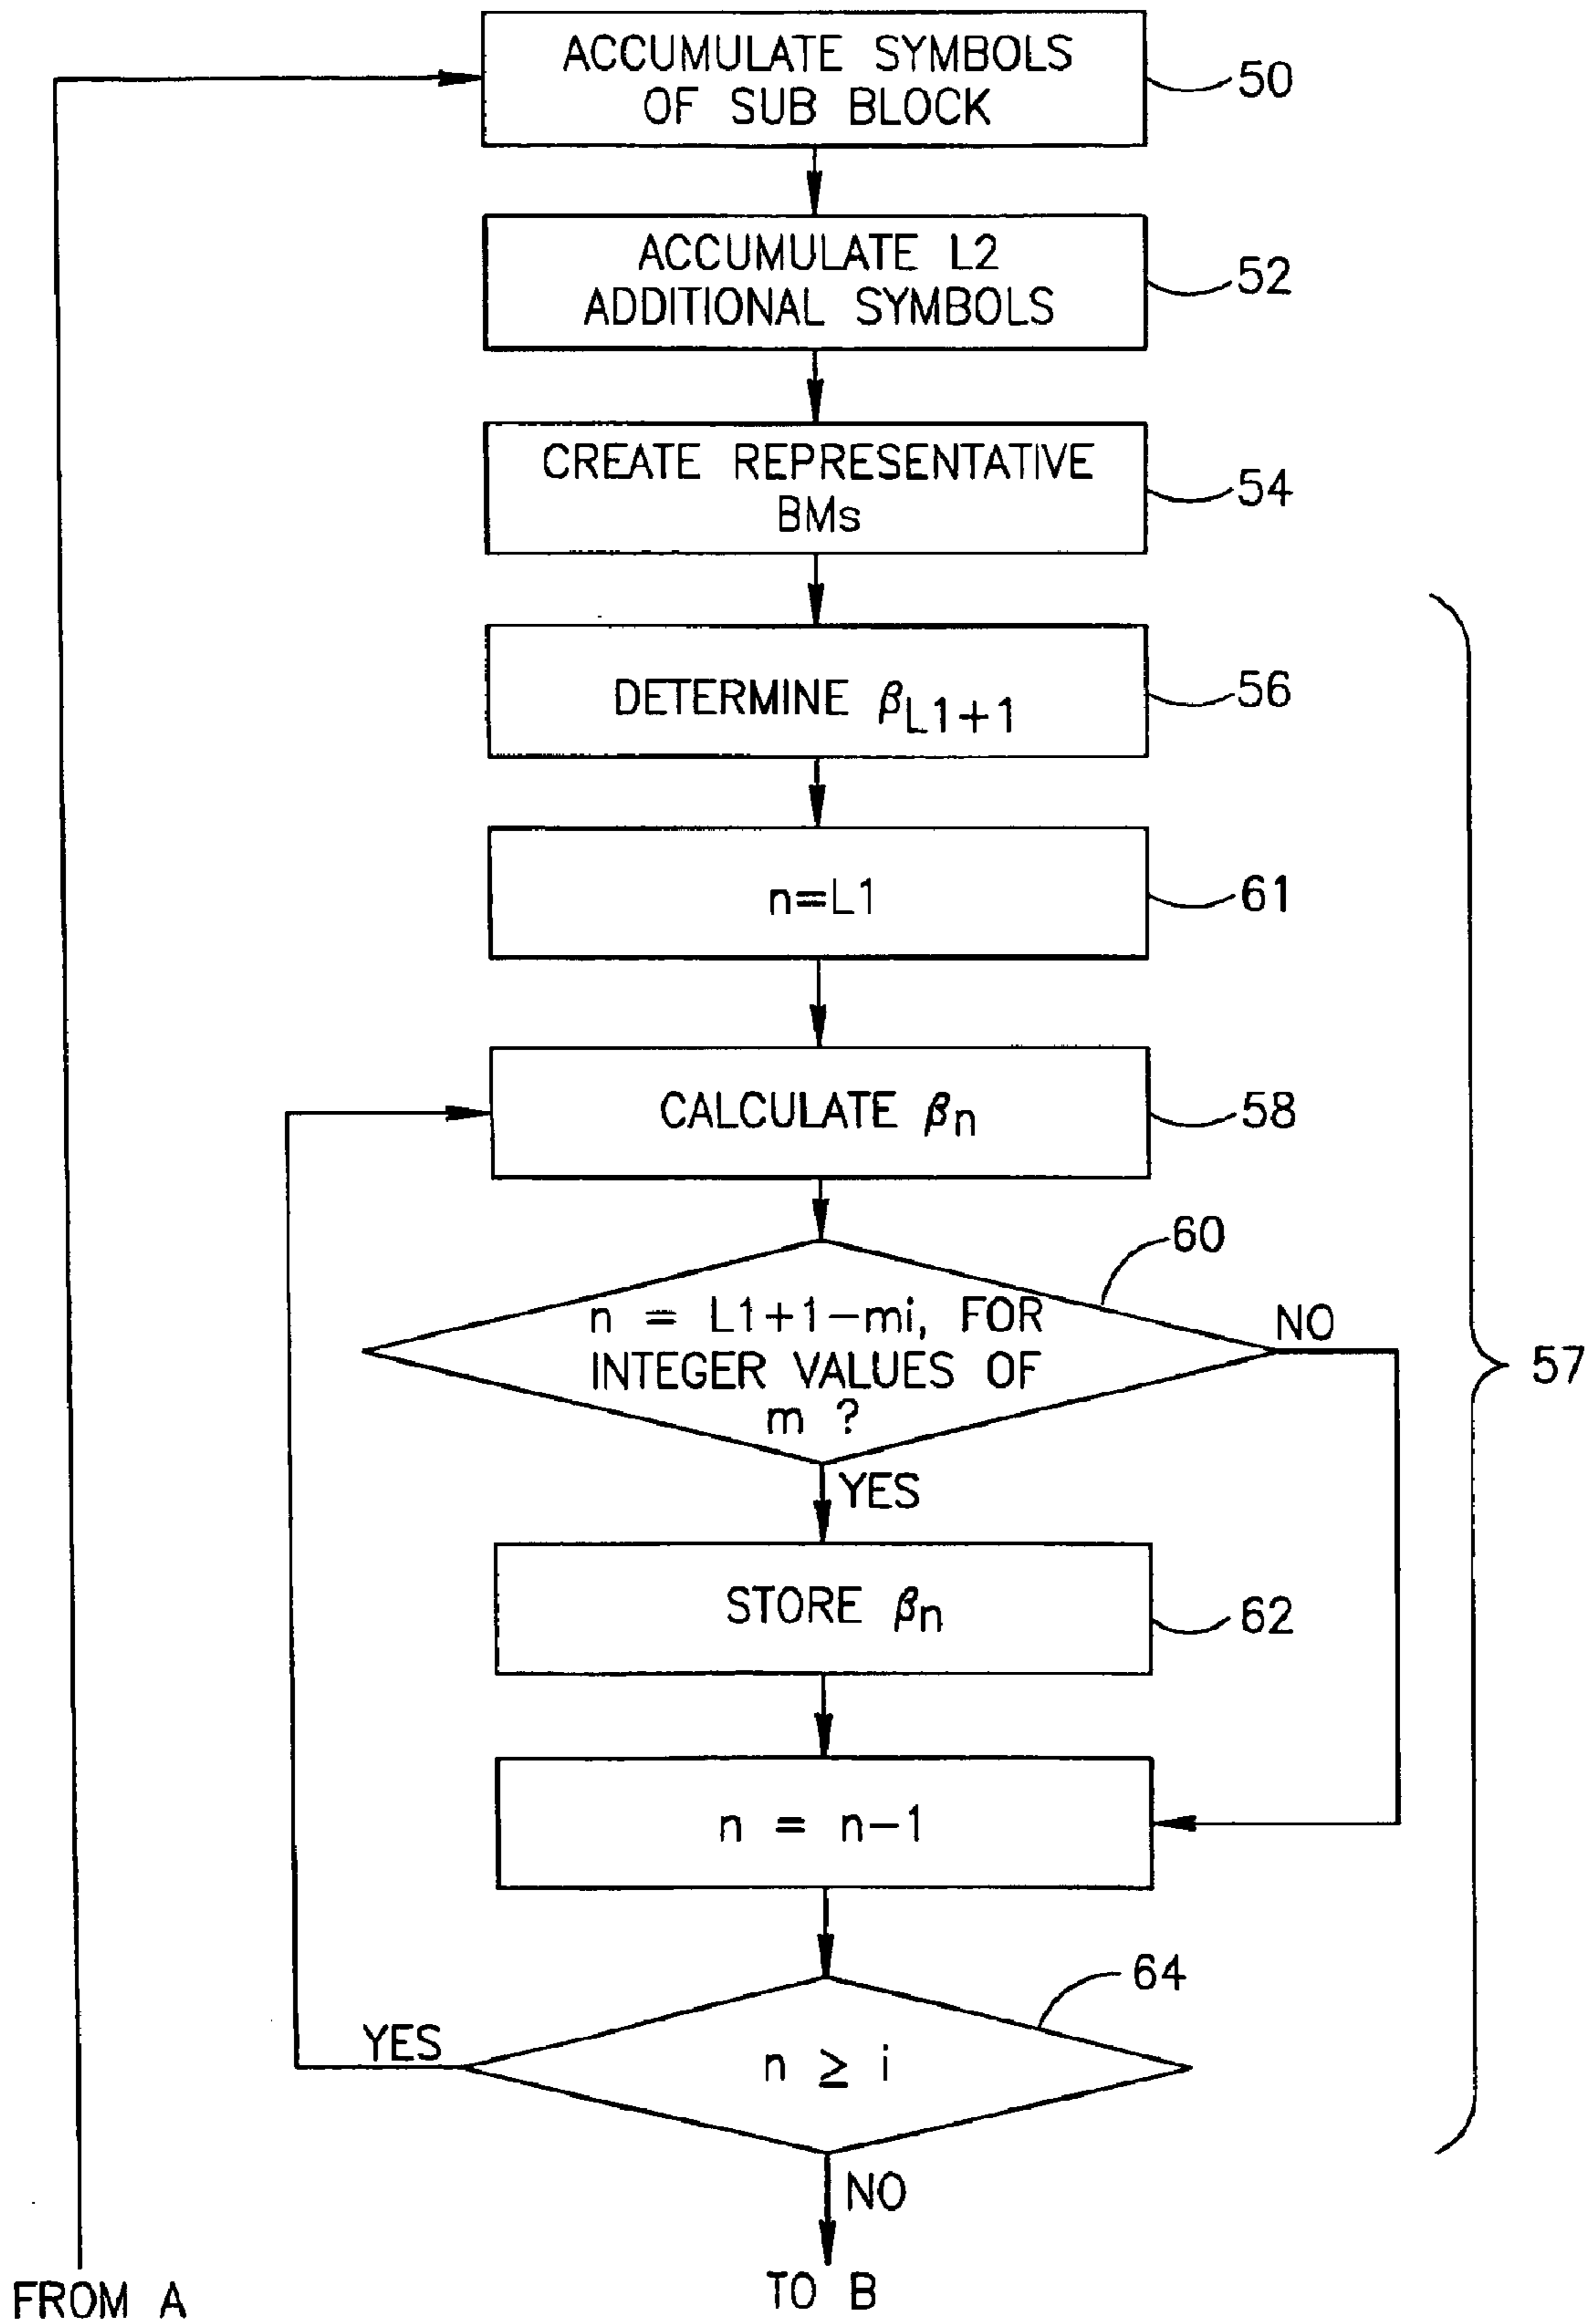 ACCUMULATE SYMBOLS
OF SUB BLOCK
50
ACCUMULATE L2
ADDITIONAL SYMBOLS
52
CREATE REPRESENTATIVE
BMs
54
DETERMINE βL1+1
56
n=L1
61
CALCULATE βn
58
60
n = L1+1-mi, FOR
INTEGER VALUES OF
m ?
NO
57
YES
STORE βn
62
n = n-1
64
YES
n ≥ i
NO
FROM A
TO B